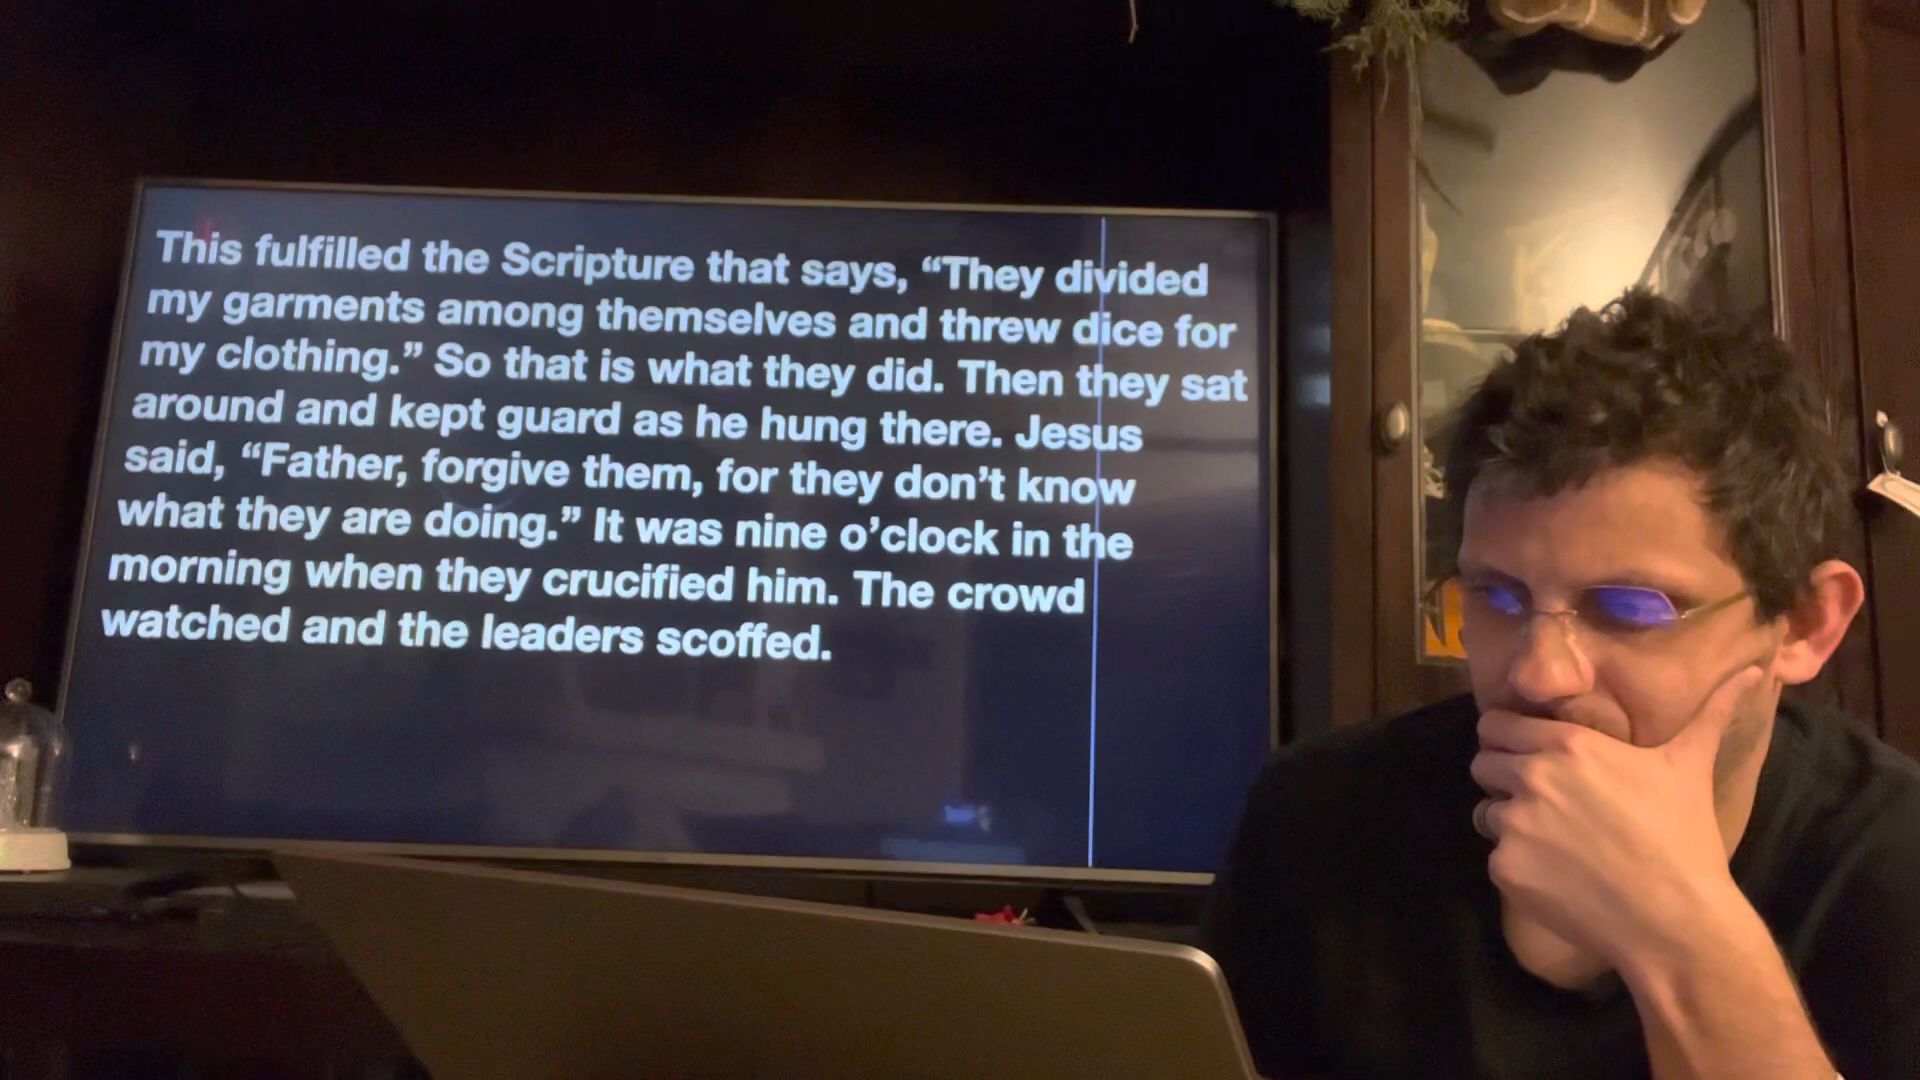 This fulfilled the Scripture that says, “They divided
my garments among themselves and threw dice for
my clothing.” So that is what they did. Then they sat
around and kept guard as he hung there. Jesus
said, “Father, forgive them, for they don’t know
what they are doing.” It was nine o’clock in the
morning when they crucified him. The crowd
watched and the leaders scoffed.